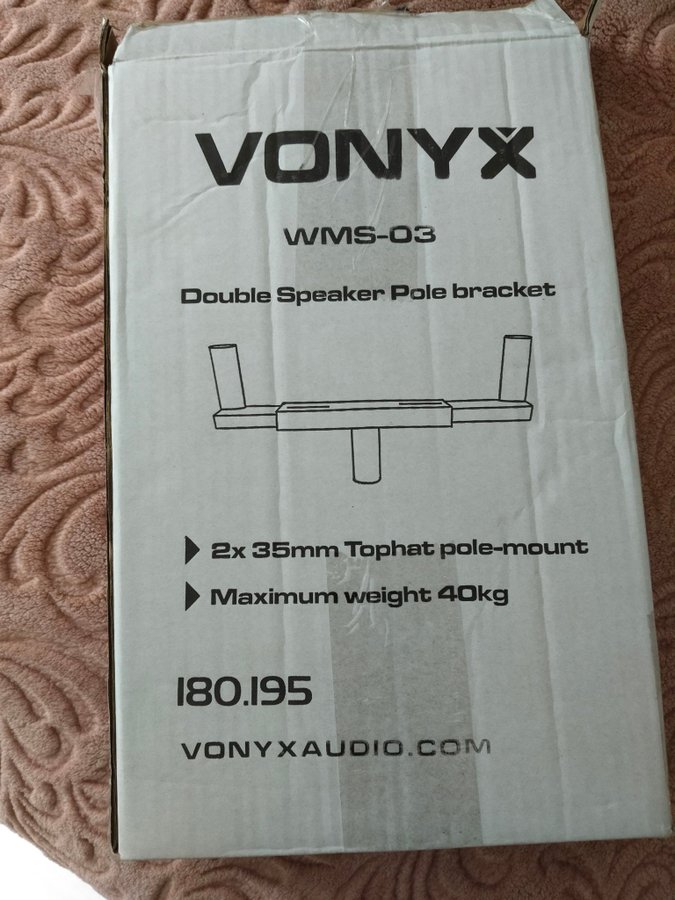 VONYX
WMS-03
Double Speaker Pole bracket
2x 35mm Tophat pole-mount
Maximum weight 40kg
180.195
VONYXAUDIO.COM